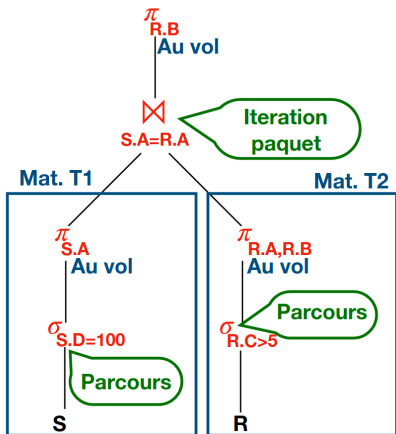 π
R.B
Au vol
⋈
S.A=R.A
Iteration
paquet
Mat. T1
Mat. T2
π
S.A
Au vol
π
R.A,R.B
Au vol
σ
S.D=100
Parcours
σ
R.C>5
Parcours
S
R